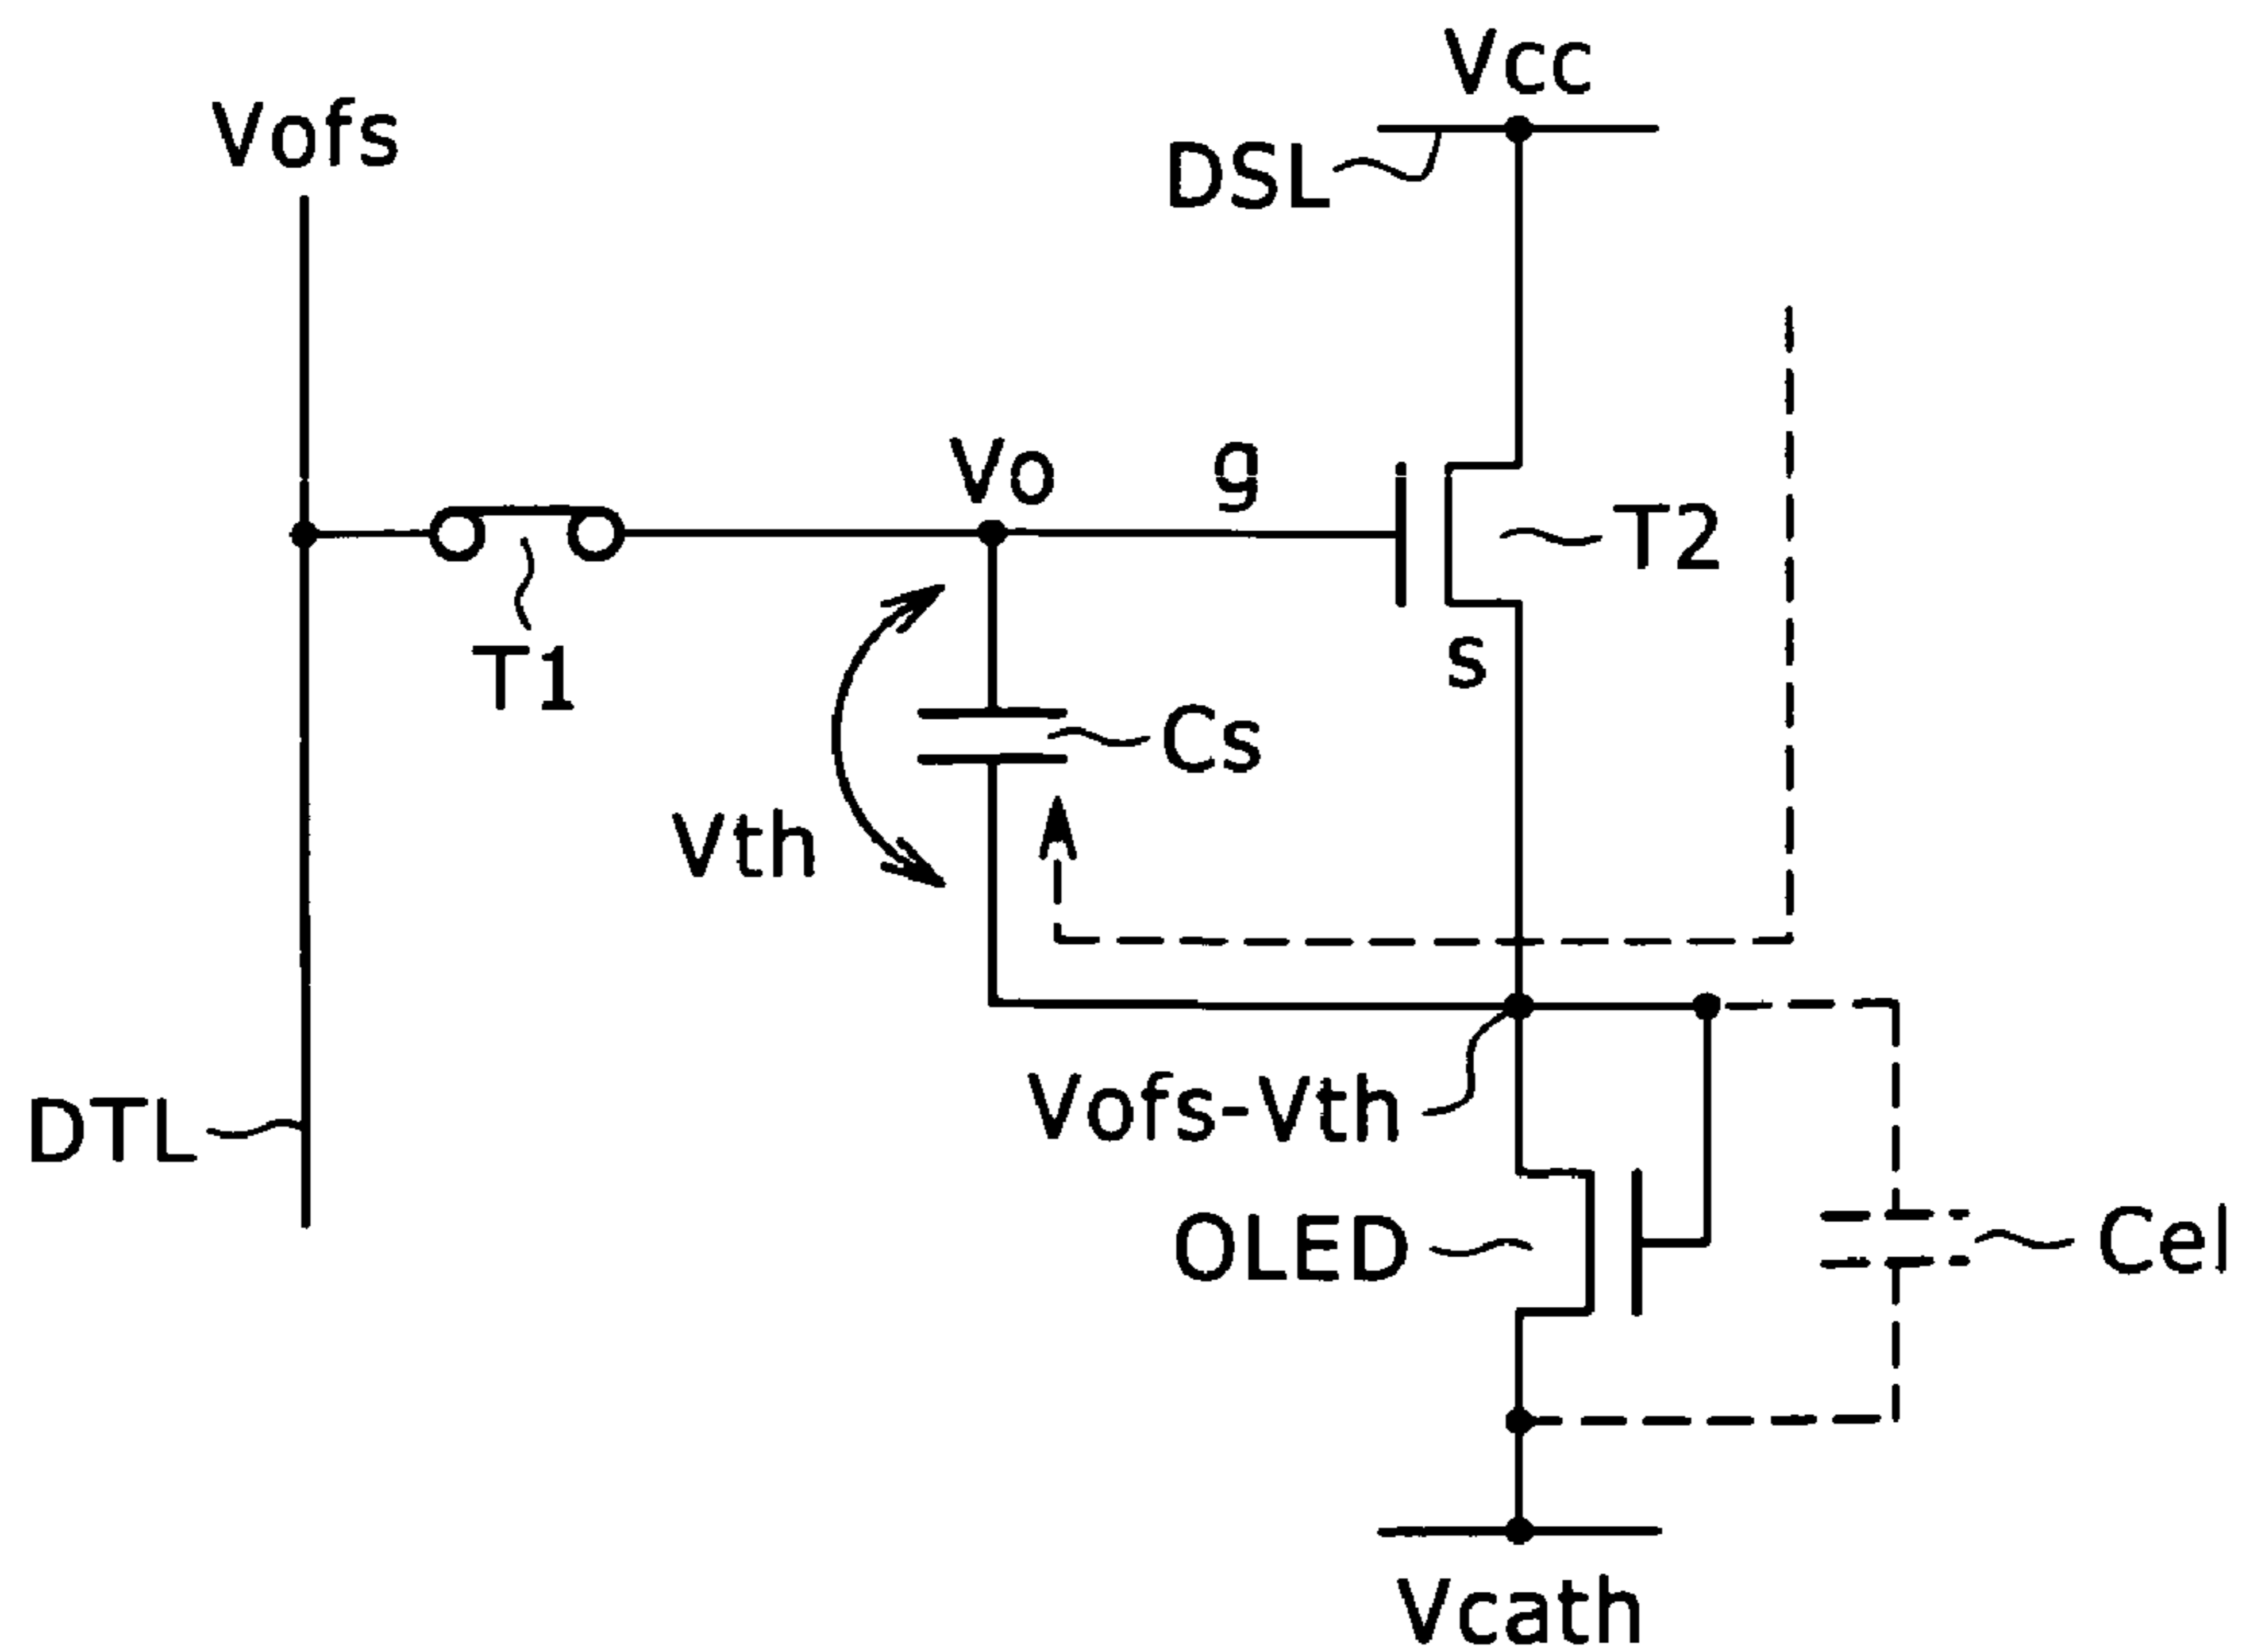 Vcc
Vofs
DSL
Vo
g
T2
s
T1
Cs
Vth
Vofs-Vth
DTL
OLED
Cel
Vcath